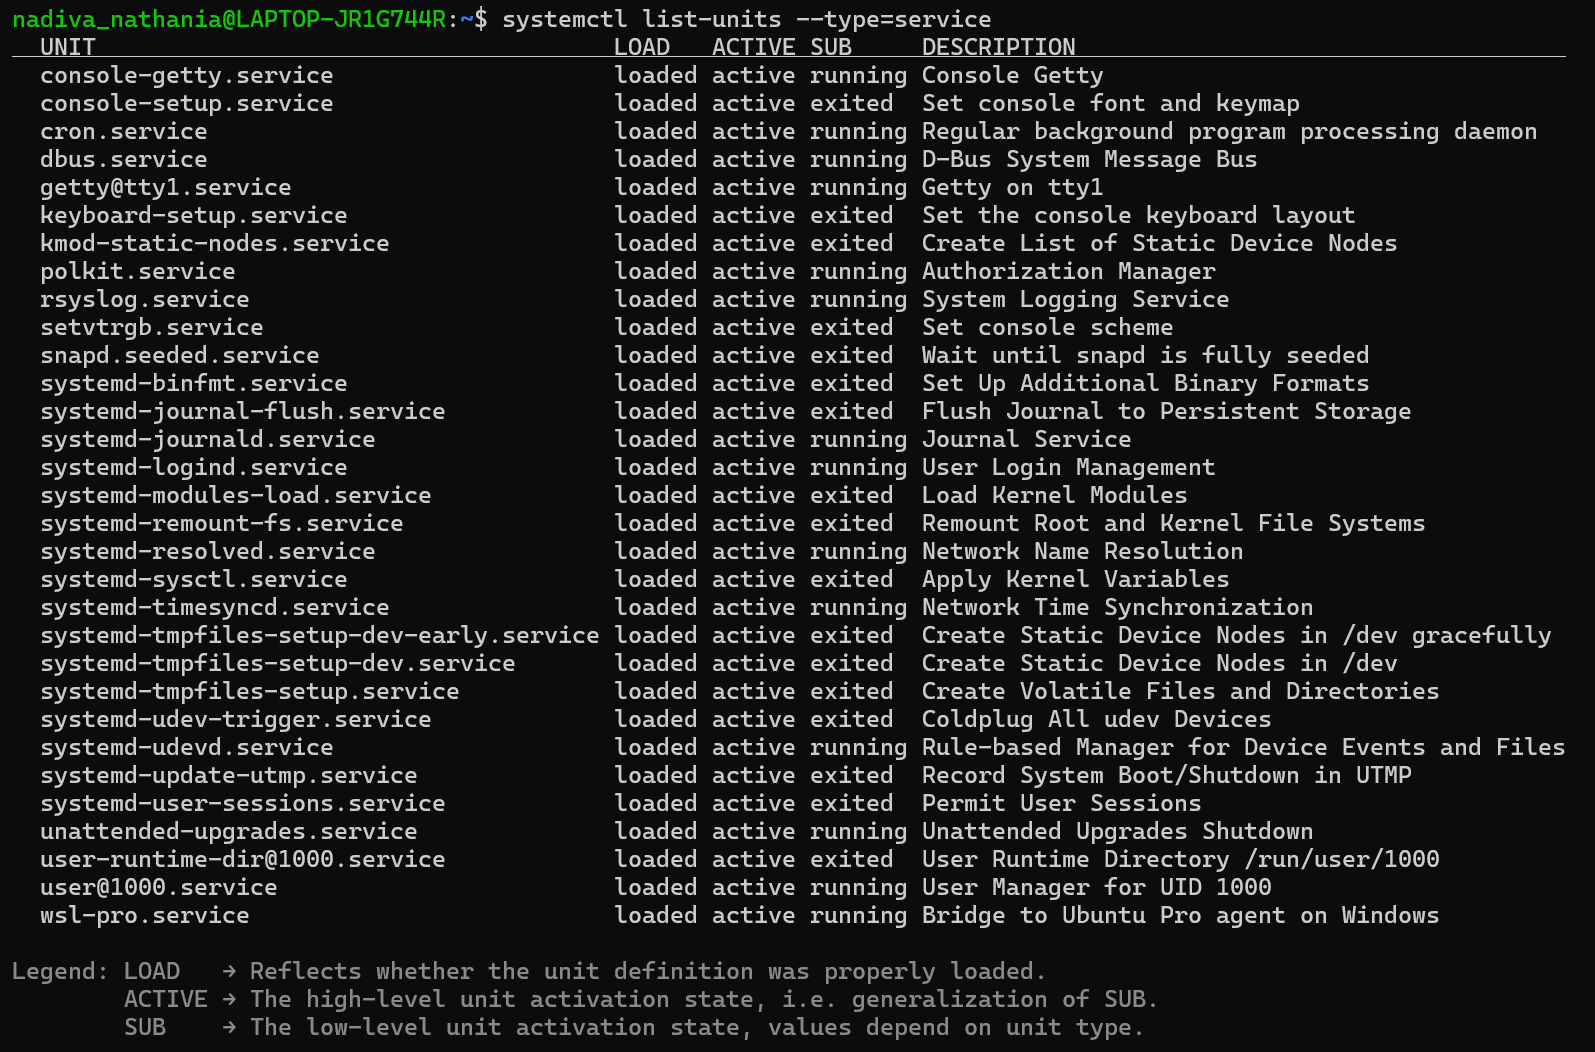 nadiva_nathania@LAPTOP-JR1G744R:~$ systemctl list-units --type=service
  UNIT                                     LOAD   ACTIVE SUB     DESCRIPTION
  console-getty.service                    loaded active running Console Getty
  console-setup.service                    loaded active exited  Set console font and keymap
  cron.service                             loaded active running Regular background program processing daemon
  dbus.service                             loaded active running D-Bus System Message Bus
  getty@tty1.service                       loaded active running Getty on tty1
  keyboard-setup.service                   loaded active exited  Set the console keyboard layout
  kmod-static-nodes.service                loaded active exited  Create List of Static Device Nodes
  polkit.service                           loaded active running Authorization Manager
  rsyslog.service                          loaded active running System Logging Service
  setvtrgb.service                         loaded active exited  Set console scheme
  snapd.seeded.service                     loaded active exited  Wait until snapd is fully seeded
  systemd-binfmt.service                   loaded active exited  Set Up Additional Binary Formats
  systemd-journal-flush.service            loaded active exited  Flush Journal to Persistent Storage
  systemd-journald.service                 loaded active running Journal Service
  systemd-logind.service                   loaded active running User Login Management
  systemd-modules-load.service             loaded active exited  Load Kernel Modules
  systemd-remount-fs.service               loaded active exited  Remount Root and Kernel File Systems
  systemd-resolved.service                 loaded active running Network Name Resolution
  systemd-sysctl.service                   loaded active exited  Apply Kernel Variables
  systemd-timesyncd.service                loaded active running Network Time Synchronization
  systemd-tmpfiles-setup-dev-early.service loaded active exited  Create Static Device Nodes in /dev gracefully
  systemd-tmpfiles-setup-dev.service       loaded active exited  Create Static Device Nodes in /dev
  systemd-tmpfiles-setup.service           loaded active exited  Create Volatile Files and Directories
  systemd-udev-trigger.service             loaded active exited  Coldplug All udev Devices
  systemd-udevd.service                    loaded active running Rule-based Manager for Device Events and Files
  systemd-update-utmp.service              loaded active exited  Record System Boot/Shutdown in UTMP
  systemd-user-sessions.service            loaded active exited  Permit User Sessions
  unattended-upgrades.service              loaded active running Unattended Upgrades Shutdown
  user-runtime-dir@1000.service            loaded active exited  User Runtime Directory /run/user/1000
  user@1000.service                        loaded active running User Manager for UID 1000
  wsl-pro.service                          loaded active running Bridge to Ubuntu Pro agent on Windows

Legend: LOAD   → Reflects whether the unit definition was properly loaded.
        ACTIVE → The high-level unit activation state, i.e. generalization of SUB.
        SUB    → The low-level unit activation state, values depend on unit type.